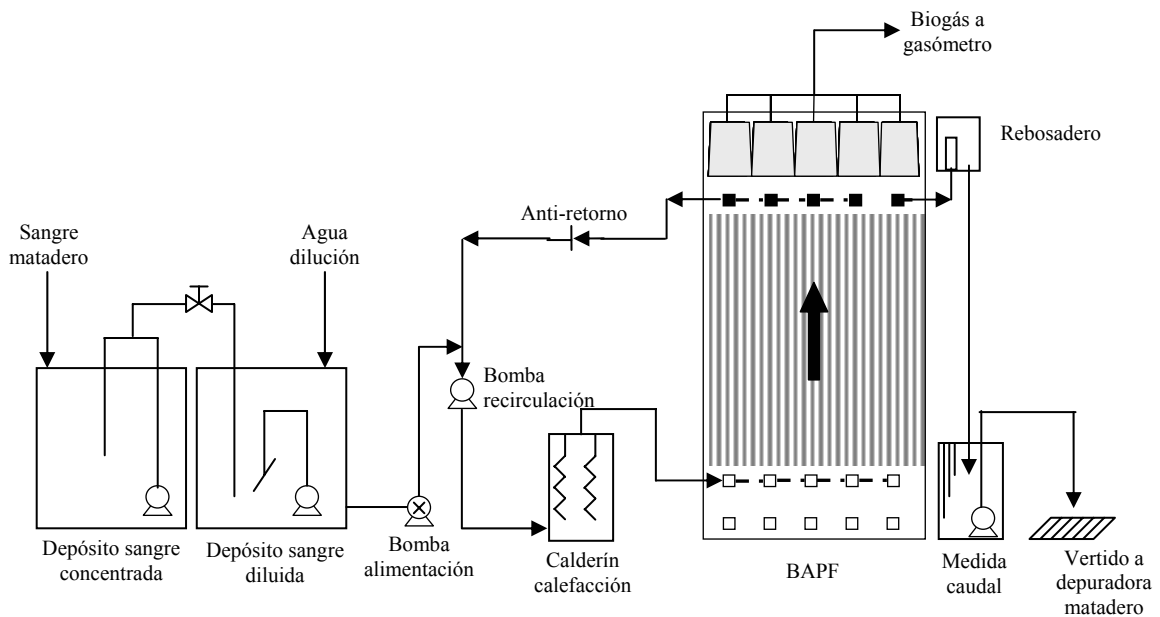 Biogás a
gasómetro
Rebosadero
Anti-retorno
Sangre
matadero
Agua
dilución
Bomba
recirculación
Depósito sangre
concentrada
Depósito sangre
diluida
Bomba
alimentación
Calderín
calefacción
BAPF
Medida
caudal
Vertido a
depuradora
matadero